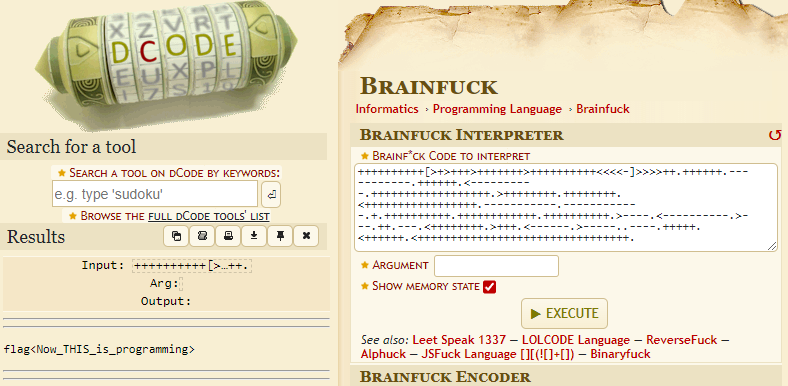 DCODE
Search for a tool
★ Search a tool on dCode by keywords:
e.g. type 'sudoku'
★ Browse the full dCode tools' list
Results
Input: ++++++++++[>…++.
Arg:
Output:
flag<Now_THIS_is_programming>
Brainfuck
Informatics › Programming Language › Brainfuck
Brainfuck Interpreter
★ Brainf*ck Code to interpret
++++++++++[>+>+++>+++++++>++++++++++<<<<-]>>>>++.++++++.---
--------.++++++.<---------
-.++++++++++++++++++.>++++++++.++++++++.
<+++++++++++++++++.-----------.-----------
-.+.++++++++++.++++++++++++.++++++++++.>----.<----------.>-
--.++.---.<++++++++.>+++.<------.>-----..----.+++++.
<++++++.<++++++++++++++++++++++++++++++++.
★ Argument
★ Show memory state
▶ EXECUTE
See also: Leet Speak 1337 – LOLCODE Language – ReverseFuck –
Alphuck – JSFuck Language [][(![]+[]) – Binaryfuck
Brainfuck Encoder